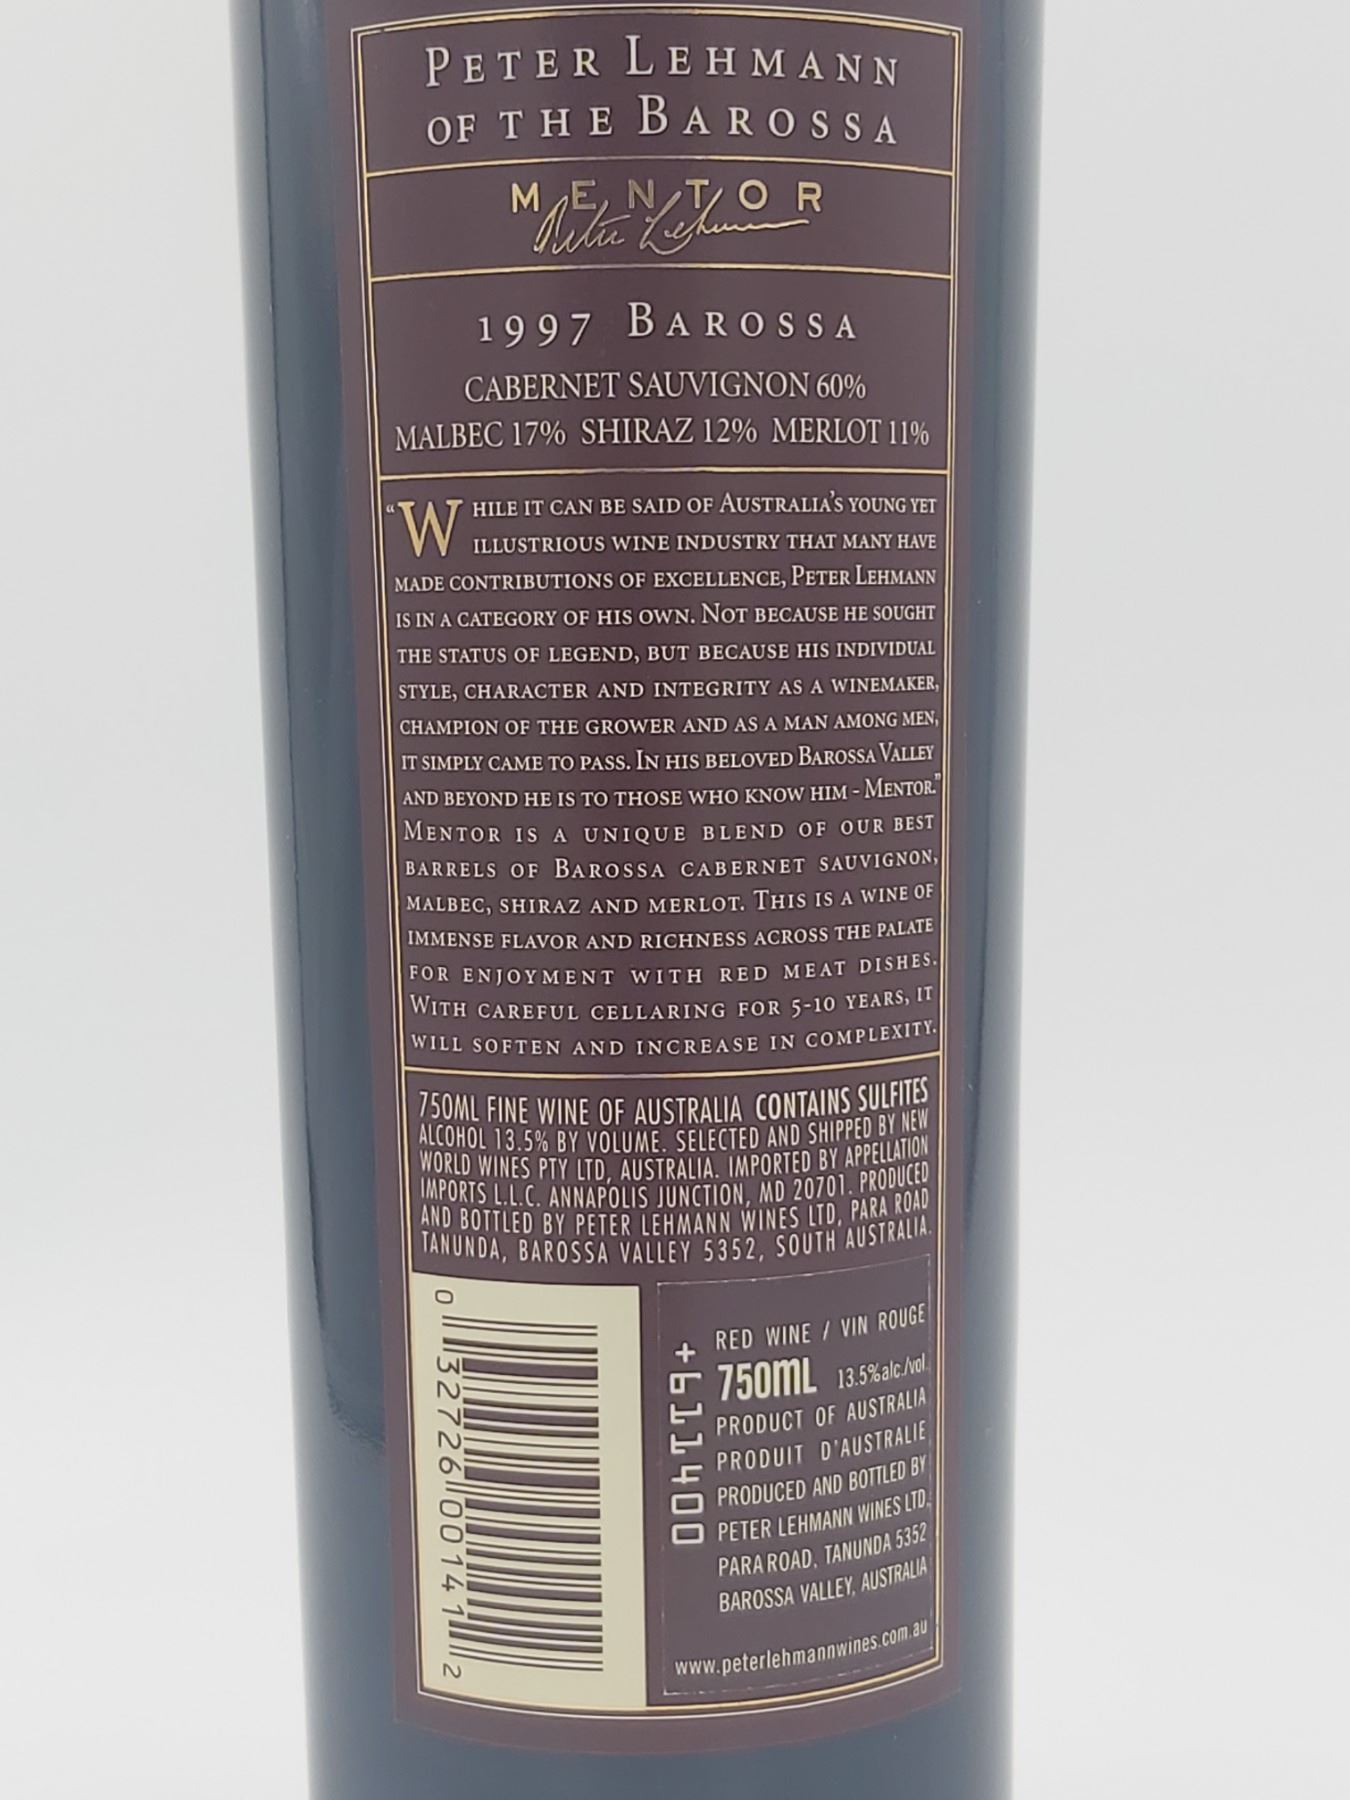 PETER LEHMANN
OF THE BAROSSA
MENTOR
Peter Lehmann
1997 BAROSSA
CABERNET SAUVIGNON 60%
MALBEC 17% SHIRAZ 12% MERLOT 11%
"WHILE IT CAN BE SAID OF AUSTRALIA'S YOUNG YET
ILLUSTRIOUS WINE INDUSTRY THAT MANY HAVE
MADE CONTRIBUTIONS OF EXCELLENCE, PETER LEHMANN
IS IN A CATEGORY OF HIS OWN. NOT BECAUSE HE SOUGHT
THE STATUS OF LEGEND, BUT BECAUSE HIS INDIVIDUAL
STYLE, CHARACTER AND INTEGRITY AS A WINEMAKER,
CHAMPION OF THE GROWER AND AS A MAN AMONG MEN,
IT SIMPLY CAME TO PASS. IN HIS BELOVED BAROSSA VALLEY
AND BEYOND HE IS TO THOSE WHO KNOW HIM - MENTOR."
MENTOR IS A UNIQUE BLEND OF OUR BEST
BARRELS OF BAROSSA CABERNET SAUVIGNON,
MALBEC, SHIRAZ AND MERLOT. THIS IS A WINE OF
IMMENSE FLAVOR AND RICHNESS ACROSS THE PALATE
FOR ENJOYMENT WITH RED MEAT DISHES.
WITH CAREFUL CELLARING FOR 5-10 YEARS, IT
WILL SOFTEN AND INCREASE IN COMPLEXITY.
750ML FINE WINE OF AUSTRALIA CONTAINS SULFITES
ALCOHOL 13.5% BY VOLUME. SELECTED AND SHIPPED BY NEW
WORLD WINES PTY LTD, AUSTRALIA. IMPORTED BY APPELLATION
IMPORTS L.L.C. ANNAPOLIS JUNCTION, MD 20701. PRODUCED
AND BOTTLED BY PETER LEHMANN WINES LTD, PARA ROAD
TANUNDA, BAROSSA VALLEY 5352, SOUTH AUSTRALIA.
0 32726 00141 2
+611400
RED WINE / VIN ROUGE
750mL 13.5%alc./vol.
PRODUCT OF AUSTRALIA
PRODUIT D'AUSTRALIE
PRODUCED AND BOTTLED BY
PETER LEHMANN WINES LTD,
PARA ROAD, TANUNDA 5352
BAROSSA VALLEY, AUSTRALIA
www.peterlehmannwines.com.au